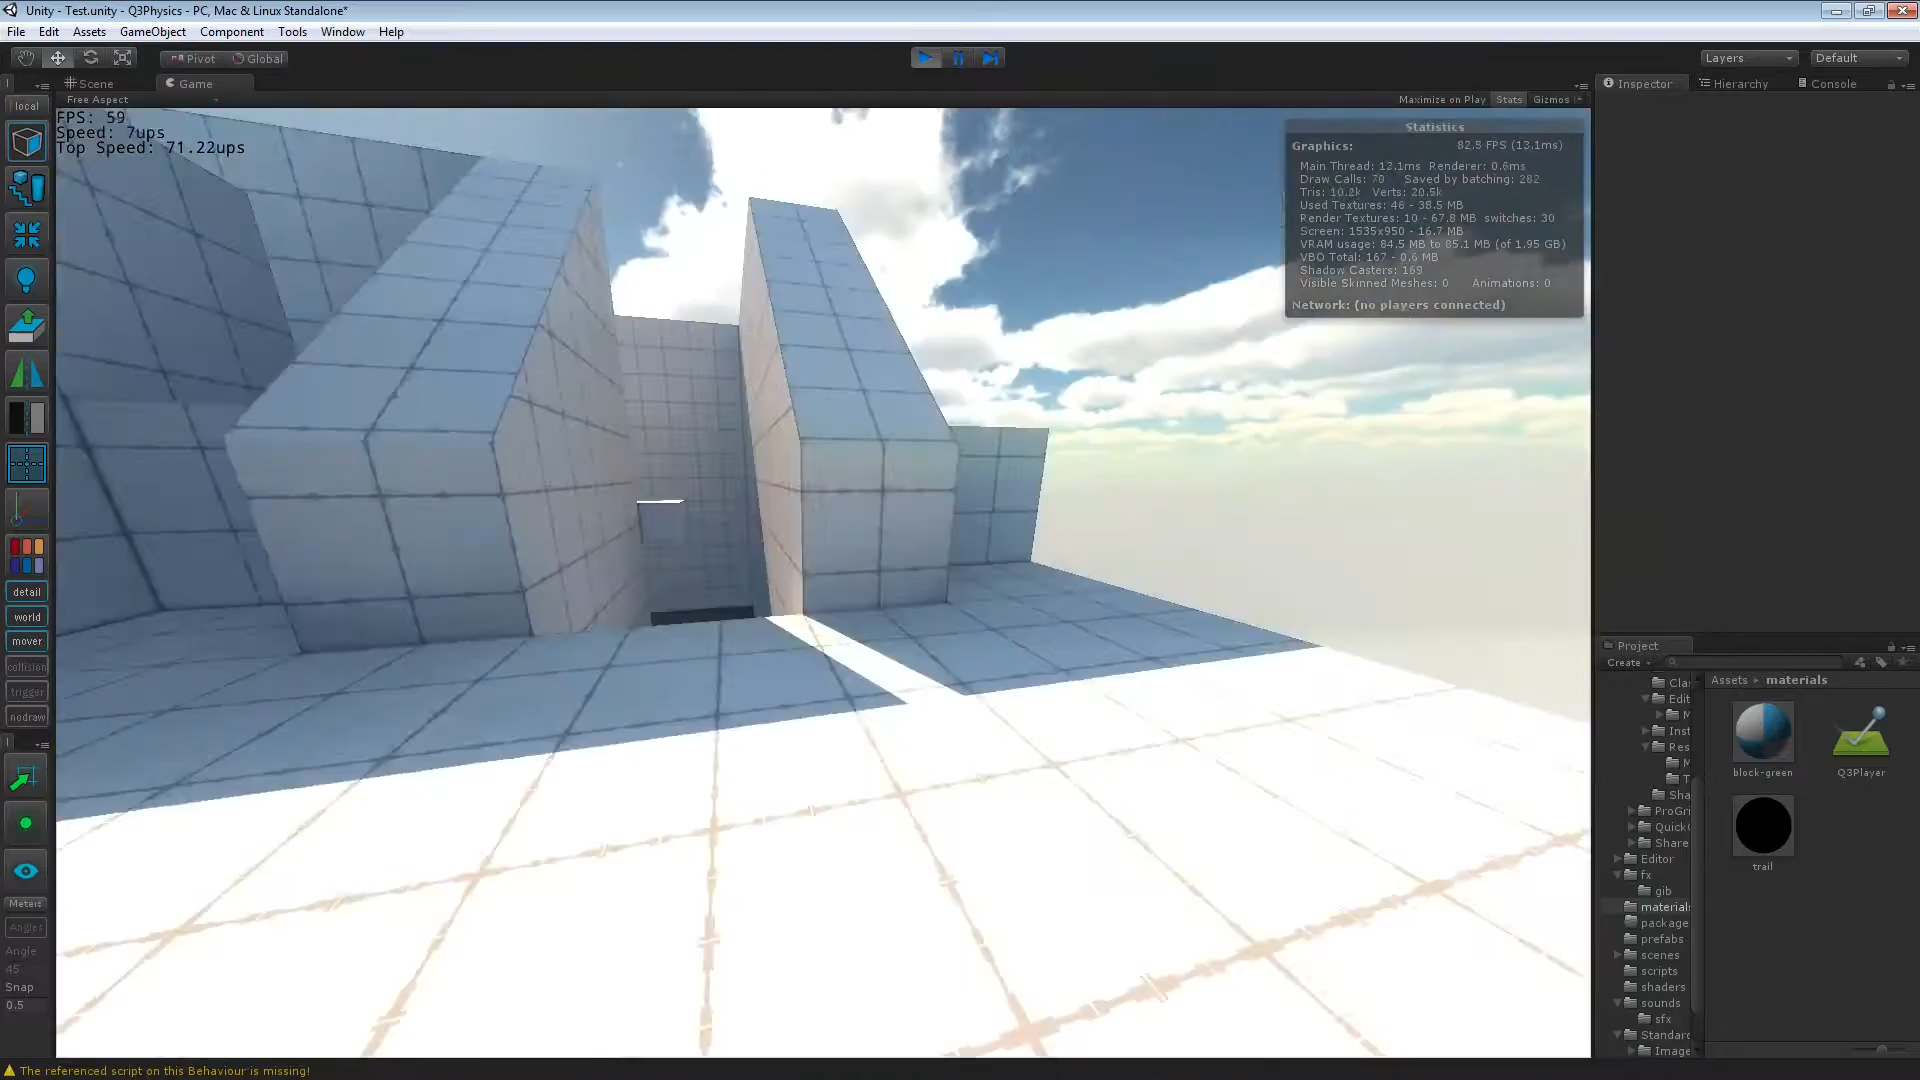 Unity - Test.unity - Q3Physics - PC, Mac & Linux Standalone*
File Edit Assets GameObject Component Tools Window Help
Pivot Global Layers Default
Scene Game Inspector Hierarchy Console
Free Aspect Maximize on Play Stats Gizmos
local
FPS: 59
Speed: 7ups
Top Speed: 71.22ups
Statistics
Graphics: 82.5 FPS (13.1ms)
Main Thread: 13.1ms Renderer: 0.6ms
Draw Calls: 70 Saved by batching: 282
Tris: 10.2k Verts: 20.5k
Used Textures: 46 - 38.5 MB
Render Textures: 10 - 67.8 MB switches: 30
Screen: 1535x950 - 16.7 MB
VRAM usage: 84.5 MB to 85.1 MB (of 1.95 GB)
VBO Total: 167 - 0.6 MB
Shadow Casters: 169
Visible Skinned Meshes: 0 Animations: 0
Network: (no players connected)
detail
world
mover
collision
trigger
nodraw
Angles
Angle
45
Snap
0.5
Project
Create
Cla
Edit
M
Inst
Res
M
T
Sha
ProGri
Quick
Share
Editor
fx
gib
material
package
prefabs
scenes
scripts
shaders
sounds
sfx
Standard
Image
Assets materials
block-green Q3Player
trail
The referenced script on this Behaviour is missing!